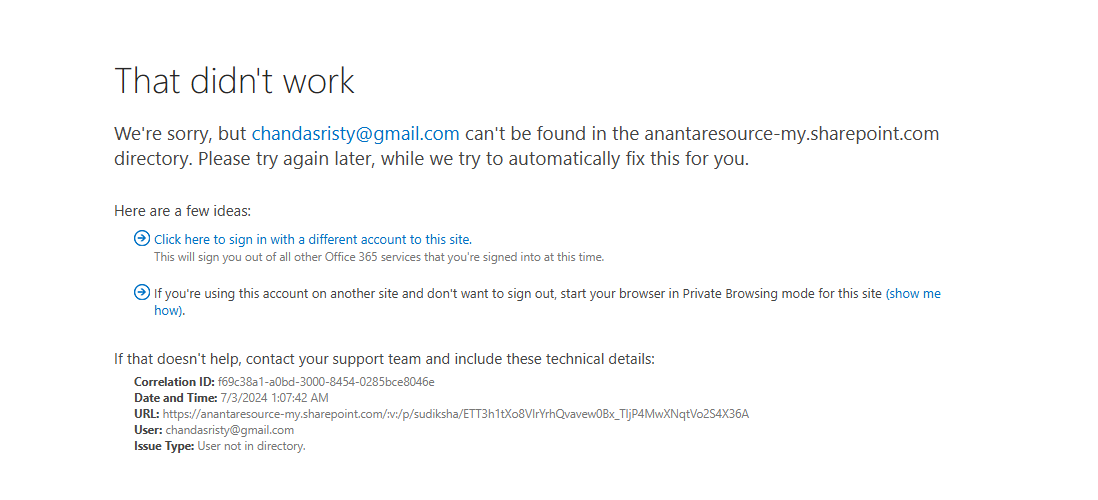 That didn't work
We're sorry, but chandasristy@gmail.com can't be found in the anantaresource-my.sharepoint.com
directory. Please try again later, while we try to automatically fix this for you.
Here are a few ideas:
Click here to sign in with a different account to this site.
This will sign you out of all other Office 365 services that you're signed into at this time.
If you're using this account on another site and don't want to sign out, start your browser in Private Browsing mode for this site (show me
how).
If that doesn't help, contact your support team and include these technical details:
Correlation ID: f69c38a1-a0bd-3000-8454-0285bce8046e
Date and Time: 7/3/2024 1:07:42 AM
URL: https://anantaresource-my.sharepoint.com/:v:/p/sudiksha/ETT3h1tXo8VIrYrhQvavew0Bx_TIjP4MwXNqtVo2S4X36A
User: chandasristy@gmail.com
Issue Type: User not in directory.